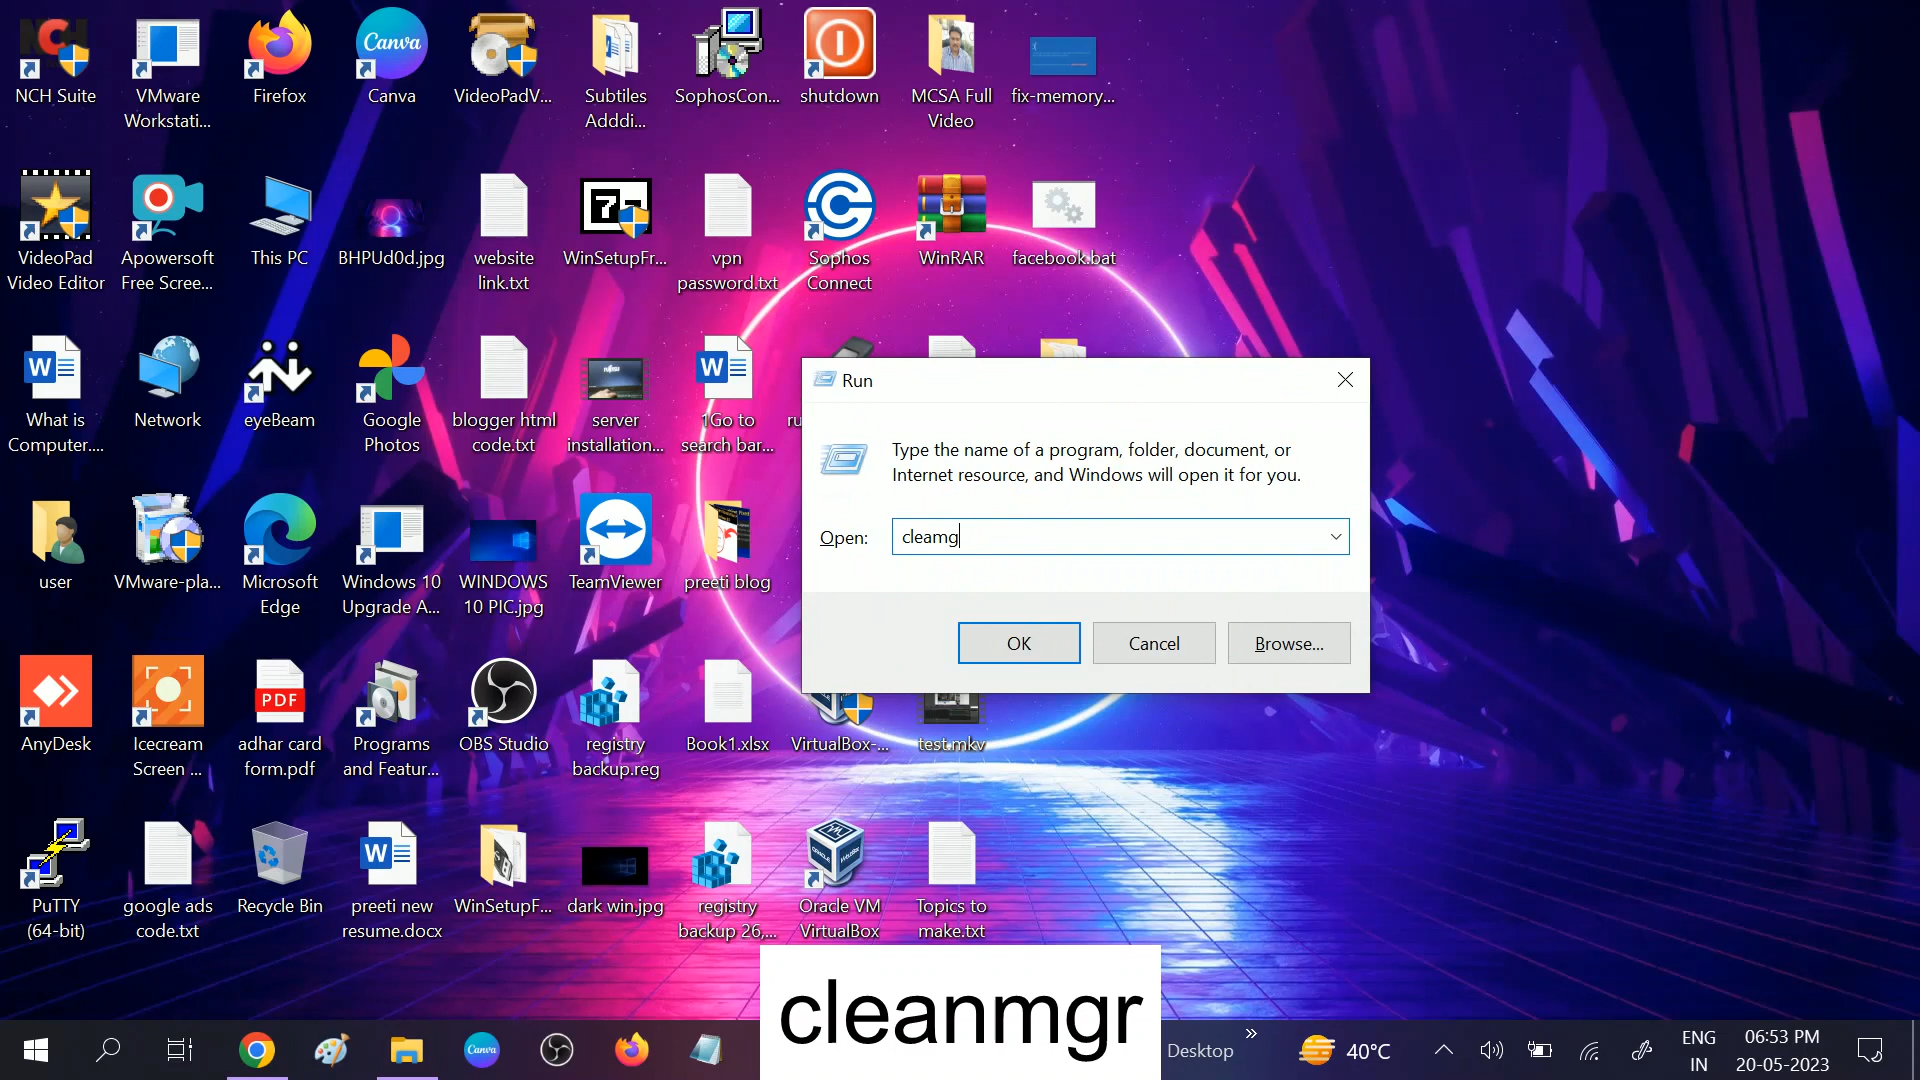 NCH Suite
VMware
Workstati...
Firefox
Canva
Canva
VideoPadV...
Subtiles
Adddi...
SophosCon...
shutdown
MCSA Full
Video
fix-memory...
VideoPad
Video Editor
Apowersoft
Free Scree...
This PC
BHPUd0d.jpg
website
link.txt
WinSetupFr...
vpn
password.txt
Sophos
Connect
WinRAR
facebook.bat
What is
Computer....
Network
eyeBeam
Google
Photos
blogger html
code.txt
server
installation...
1Go to
search bar...
ru
Run
Type the name of a program, folder, document, or
Internet resource, and Windows will open it for you.
Open:
cleamg
OK
Cancel
Browse...
user
VMware-pla...
Microsoft
Edge
Windows 10
Upgrade A...
WINDOWS
10 PIC.jpg
TeamViewer
preeti blog
AnyDesk
Icecream
Screen ...
PDF
adhar card
form.pdf
Programs
and Featur...
OBS Studio
registry
backup.reg
Book1.xlsx
VirtualBox-...
test.mkv
PuTTY
(64-bit)
google ads
code.txt
Recycle Bin
preeti new
resume.docx
WinSetupF...
dark win.jpg
registry
backup 26,...
Oracle VM
VirtualBox
Topics to
make.txt
cleanmgr
Canva
Desktop
40°C
ENG
IN
06:53 PM
20-05-2023